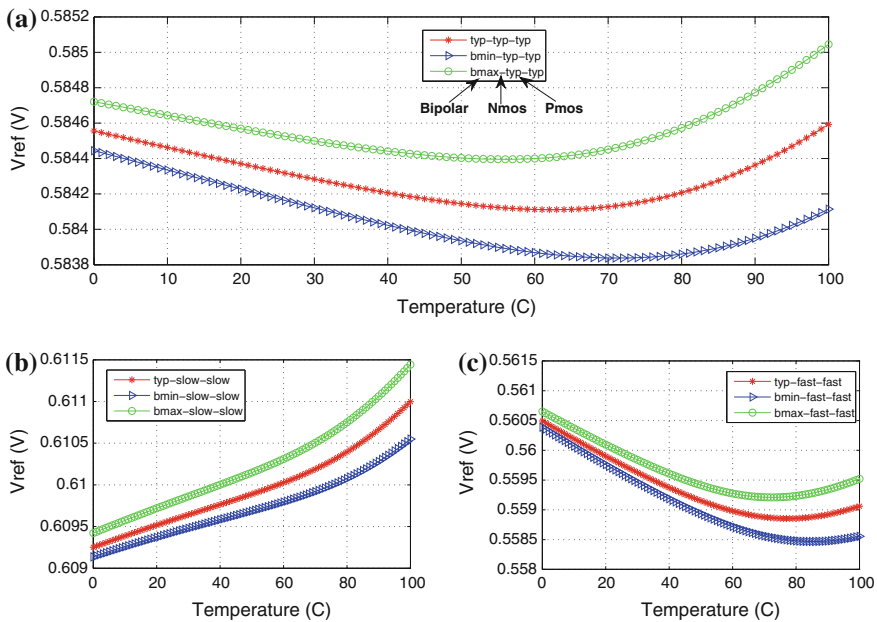 (a)
0.5852
0.585
0.5848
0.5846
0.5844
0.5842
0.584
0.5838
Vref (V)
typ-typ-typ
bmin-typ-typ
bmax-typ-typ
Bipolar Nmos Pmos
0 10 20 30 40 50 60 70 80 90 100
Temperature (C)
(b)
0.6115
0.611
0.6105
0.61
0.6095
0.609
Vref (V)
typ-slow-slow
bmin-slow-slow
bmax-slow-slow
0 20 40 60 80 100
Temperature (C)
(c)
0.5615
0.561
0.5605
0.56
0.5595
0.559
0.5585
0.558
Vref (V)
typ-fast-fast
bmin-fast-fast
bmax-fast-fast
0 20 40 60 80 100
Temperature (C)